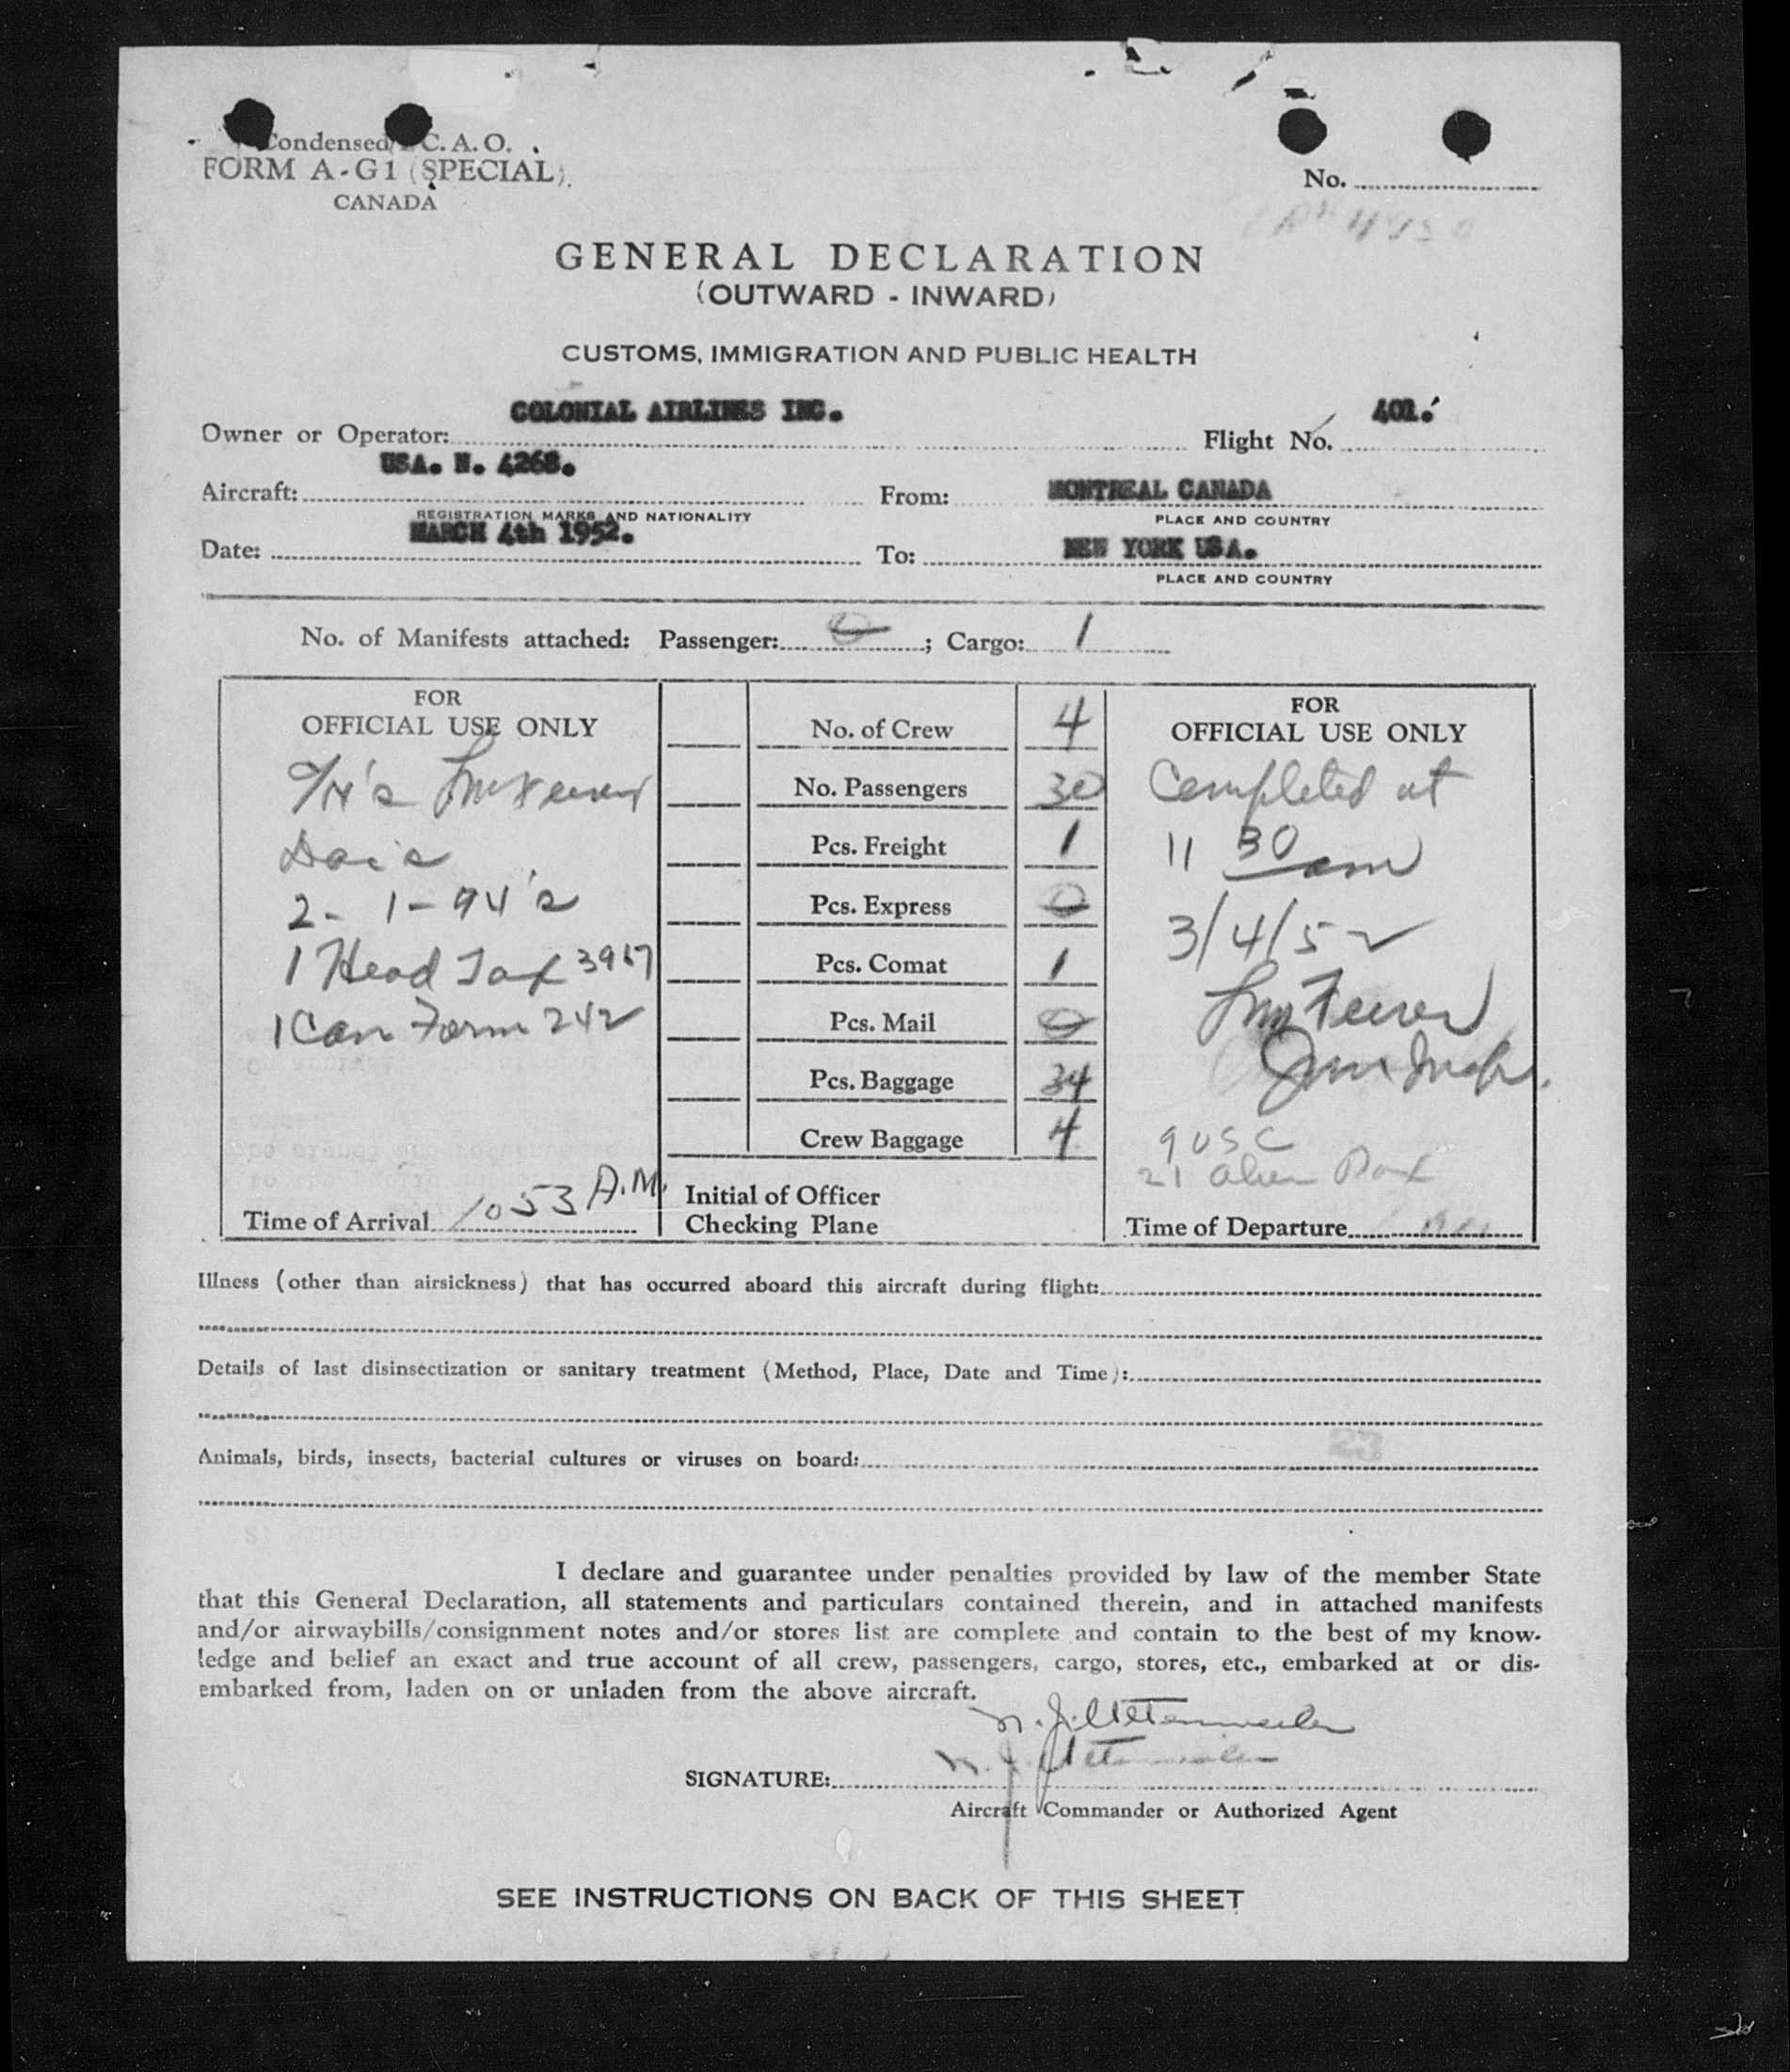 Condensed C. A. O.
FORM A-G1 (SPECIAL).
CANADA
No.
GENERAL DECLARATION
(OUTWARD - INWARD)
CUSTOMS, IMMIGRATION AND PUBLIC HEALTH
Owner or Operator: COLONIAL AIRLINES INC. Flight No. 401.
Aircraft: USA. N. 4268. From: MONTREAL CANADA
REGISTRATION MARKS AND NATIONALITY PLACE AND COUNTRY
Date: MARCH 4th 1952. To: NEW YORK USA.
PLACE AND COUNTRY
No. of Manifests attached: Passenger: 0 ; Cargo: 1
FOR
OFFICIAL USE ONLY
2- 1-94's
1 Head Tax 3967
1 Can Form 242
Time of Arrival 1053 A.M.
No. of Crew 4
No. Passengers 30
Pcs. Freight 1
Pcs. Express 0
Pcs. Comat 1
Pcs. Mail 0
Pcs. Baggage 34
Crew Baggage 4
Initial of Officer
Checking Plane
FOR
OFFICIAL USE ONLY
Completed at
11 30 am
3/4/52
9 USC
21 alien
Time of Departure
Illness (other than airsickness) that has occurred aboard this aircraft during flight:
Details of last disinsectization or sanitary treatment (Method, Place, Date and Time):
Animals, birds, insects, bacterial cultures or viruses on board:
23
I declare and guarantee under penalties provided by law of the member State
that this General Declaration, all statements and particulars contained therein, and in attached manifests
and/or airwaybills/consignment notes and/or stores list are complete and contain to the best of my know-
ledge and belief an exact and true account of all crew, passengers, cargo, stores, etc., embarked at or dis-
embarked from, laden on or unladen from the above aircraft.
SIGNATURE:
Aircraft Commander or Authorized Agent
SEE INSTRUCTIONS ON BACK OF THIS SHEET